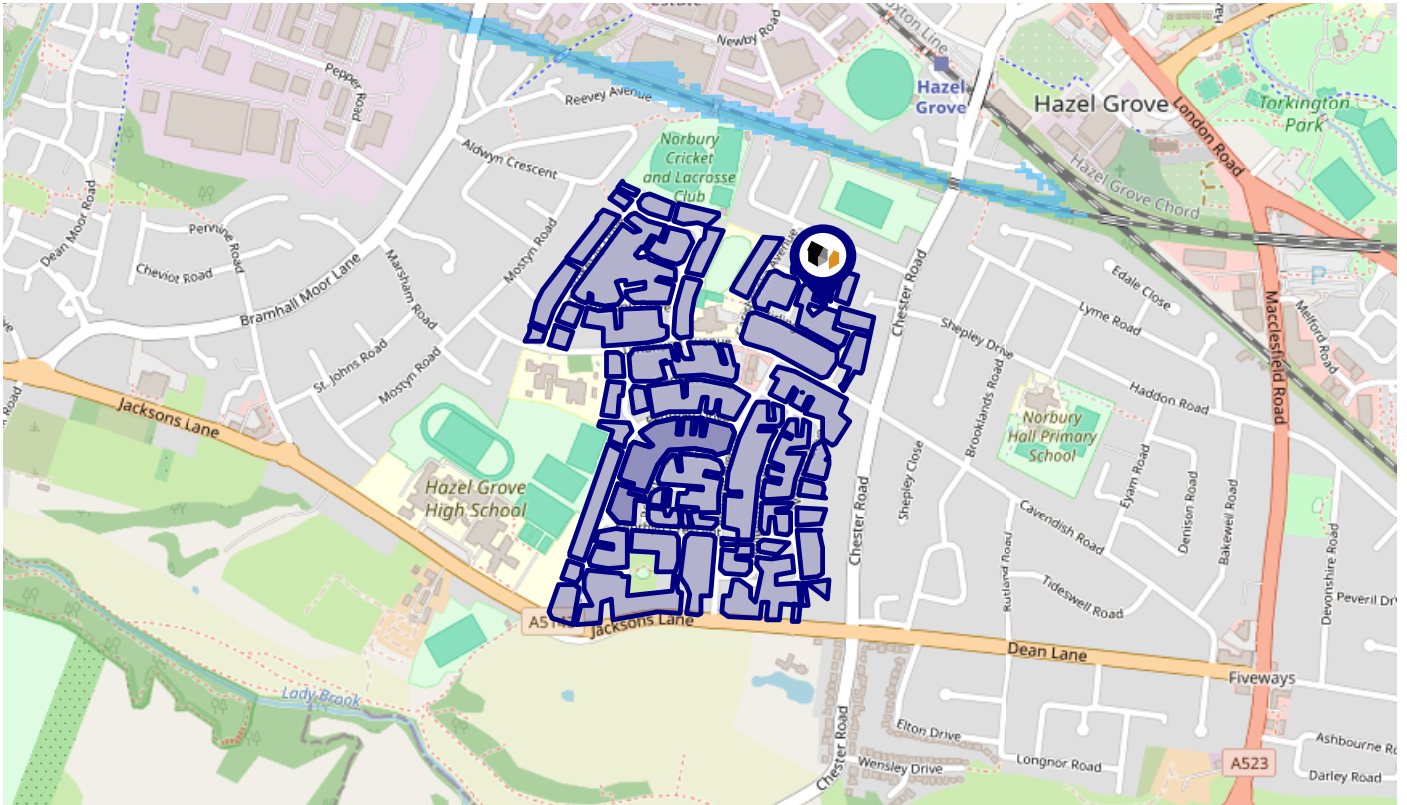 Newby Road
Pepper Road
Reevey Avenue
Hazel
Grove
Hazel Grove
London Road
Torkington
Park
Norbury
Cricket
and Lacrosse
Club
Aldwyn Crescent
Hazel Grove Chord
Dean Moor Road
Pennine Road
Cheviot Road
Mostyn Road
Bramhall Moor Lane
Marsham Road
Avenue
Chester Road
Edale Close
Lyme Road
Macclesfield Road
Melford Road
P
Shepley Drive
St. Johns Road
Mostyn Road
Haddon Road
Jacksons Lane
Brooklands Road
Norbury
Hall Primary
School
Hazel Grove
High School
Shepley Close
Chester Road
Eyam Road
Denison Road
Bakewell Road
Cavendish Road
Rutland Road
Tideswell Road
Devonshire Road
Peveril Dr
Jacksons Lane
Dean Lane
Fiveways
Lady Brook
Chester Road
Elton Drive
Wensley Drive
Longnor Road
A523
Ashbourne R
Darley Road